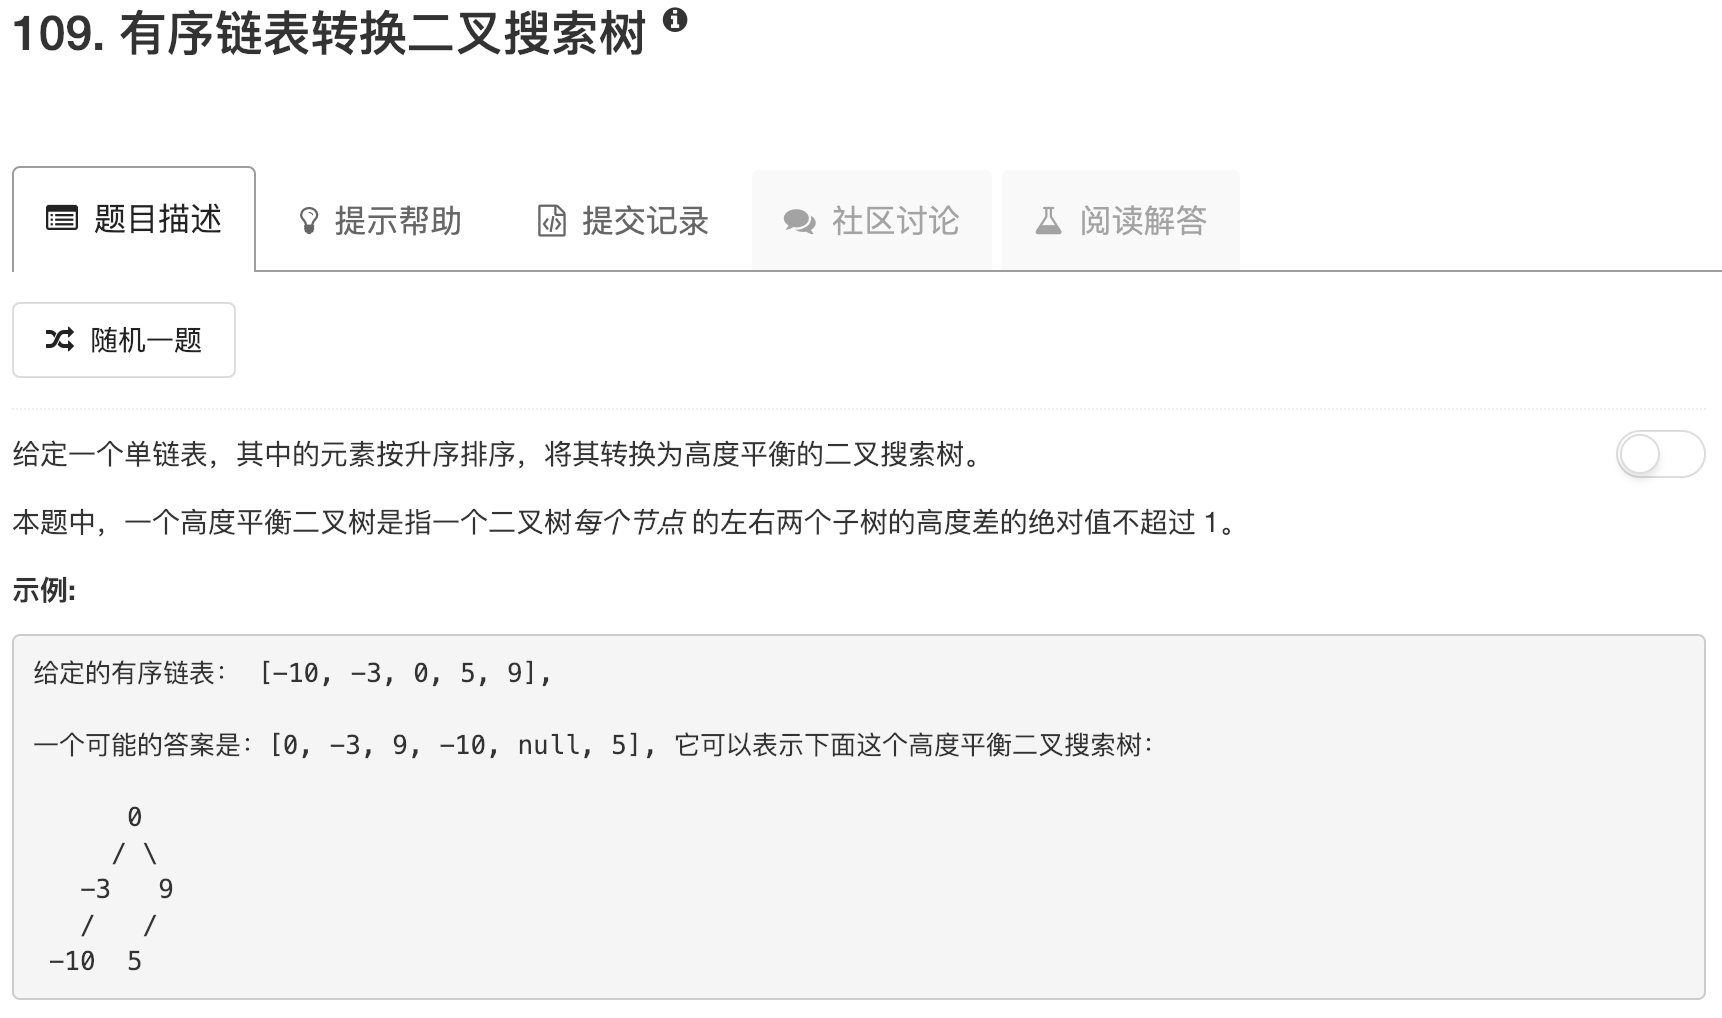 109. 有序链表转换二叉搜索树
题目描述 提示帮助 提交记录 社区讨论 阅读解答
随机一题
给定一个单链表，其中的元素按升序排序，将其转换为高度平衡的二叉搜索树。
本题中，一个高度平衡二叉树是指一个二叉树每个节点 的左右两个子树的高度差的绝对值不超过 1。
示例:
给定的有序链表： [-10, -3, 0, 5, 9],
一个可能的答案是：[0, -3, 9, -10, null, 5], 它可以表示下面这个高度平衡二叉搜索树：
      0
     / \
   -3   9
   /   /
 -10  5